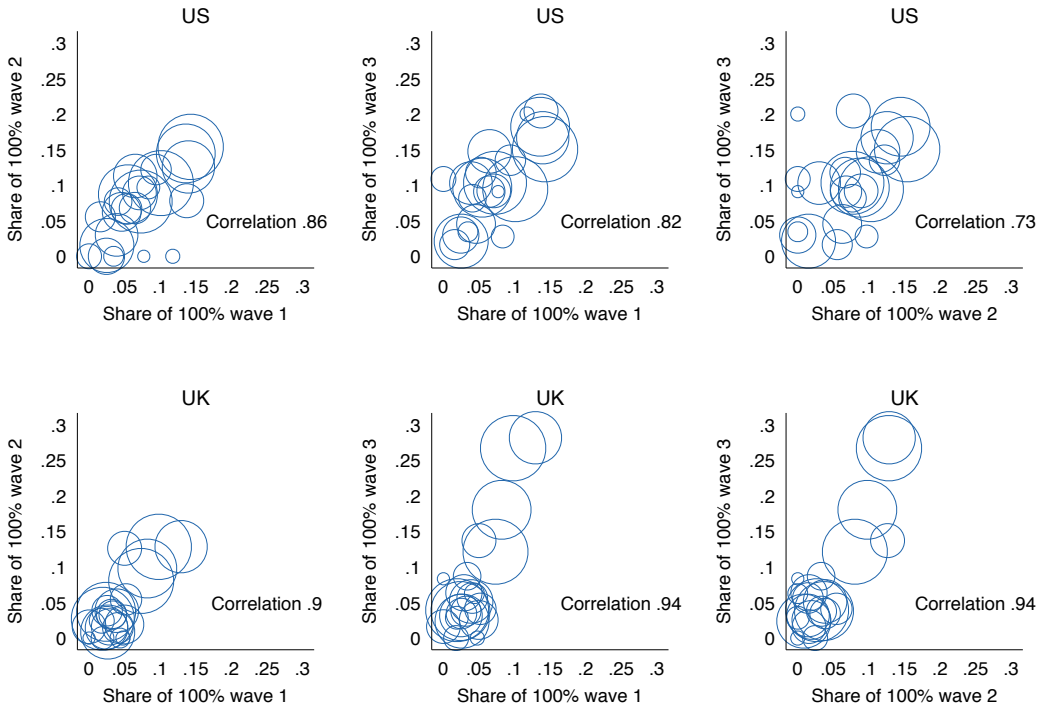 US
US
US
Share of 100% wave 2
.3
.25
.2
.15
.1
.05
0
Correlation .86
0 .05 .1 .15 .2 .25 .3
Share of 100% wave 1
Share of 100% wave 3
.3
.25
.2
.15
.1
.05
0
Correlation .82
0 .05 .1 .15 .2 .25 .3
Share of 100% wave 1
Share of 100% wave 3
.3
.25
.2
.15
.1
.05
0
Correlation .73
0 .05 .1 .15 .2 .25 .3
Share of 100% wave 2
UK
UK
UK
Share of 100% wave 2
.3
.25
.2
.15
.1
.05
0
Correlation .9
0 .05 .1 .15 .2 .25 .3
Share of 100% wave 1
Share of 100% wave 3
.3
.25
.2
.15
.1
.05
0
Correlation .94
0 .05 .1 .15 .2 .25 .3
Share of 100% wave 1
Share of 100% wave 3
.3
.25
.2
.15
.1
.05
0
Correlation .94
0 .05 .1 .15 .2 .25 .3
Share of 100% wave 2